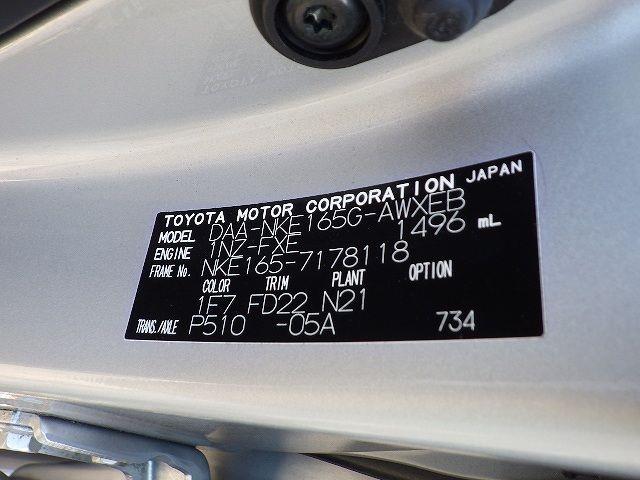 TOYOTA MOTOR CORPORATION JAPAN
MODEL DAA-NKE165G-AWXEB
ENGINE 1NZ-FXE 1496 mL
FRAME No. NKE165-7178118
COLOR TRIM PLANT OPTION
1F7 FD22 N21
TRANS./AXLE P510 -05A 734